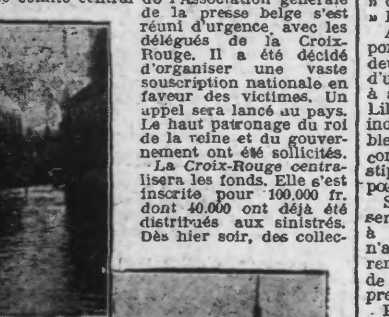 comité central de l'Association générale
de la presse belge s'est
réuni d'urgence, avec les
délégués de la Croix-
Rouge. Il a été décidé
d'organiser une vaste
souscription nationale en
faveur des victimes. Un
appel sera lancé au pays.
Le haut patronage du roi
de la reine et du gouver-
nement ont été sollicités.
La Croix-Rouge centra-
lisera les fonds. Elle s'est
inscrite pour 100.000 fr.
dont 40.000 ont déjà été
distribués aux sinistrés.
Dès hier soir, des collec-